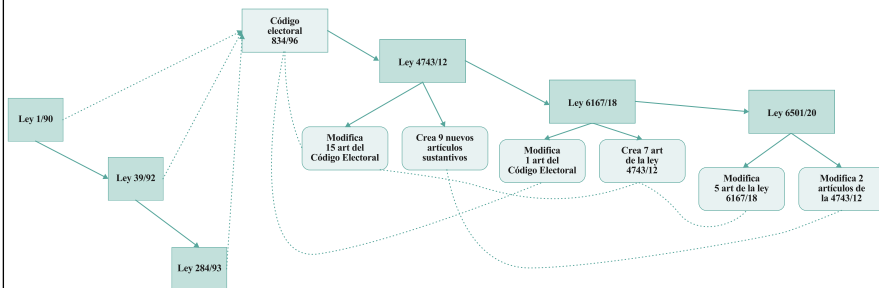 Código
electoral
834/96
Ley 4743/12
Ley 6167/18
Ley 6501/20
Ley 1/90
Ley 39/92
Ley 284/93
Modifica
15 art del
Código Electoral
Crea 9 nuevos
artículos
sustantivos
Modifica
1 art del
Código Electoral
Crea 7 art
de la ley
4743/12
Modifica
5 art de la ley
6167/18
Modifica 2
artículos de
la 4743/12